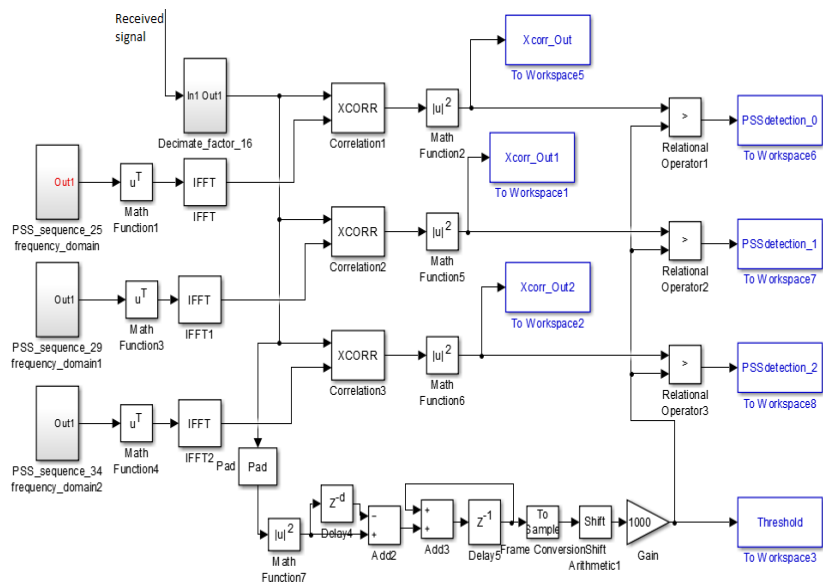 Received
signal
In1 Out1
Decimate_factor_16
XCORR
Correlation1
|u|²
Math
Function2
Xcorr_Out
To Workspace5
>
Relational
Operator1
PSSdetection_0
To Workspace6
Out1
PSS_sequence_25
frequency_domain
u^T
Math
Function1
IFFT
IFFT
Xcorr_Out1
To Workspace1
XCORR
Correlation2
|u|²
Math
Function5
>
Relational
Operator2
PSSdetection_1
To Workspace7
Out1
PSS_sequence_29
frequency_domain1
u^T
Math
Function3
IFFT
IFFT1
Xcorr_Out2
To Workspace2
XCORR
Correlation3
|u|²
Math
Function6
>
Relational
Operator3
PSSdetection_2
To Workspace8
Out1
PSS_sequence_34
frequency_domain2
u^T
Math
Function4
IFFT
IFFT2
Pad
Pad
|u|²
Math
Function7
Z^-d
Delay4
−
+
Add2
+
+
Add3
Z^-1
Delay5
To
Sample
Frame Conversion
Shift
Shift
Arithmetic1
1000
Gain
Threshold
To Workspace3